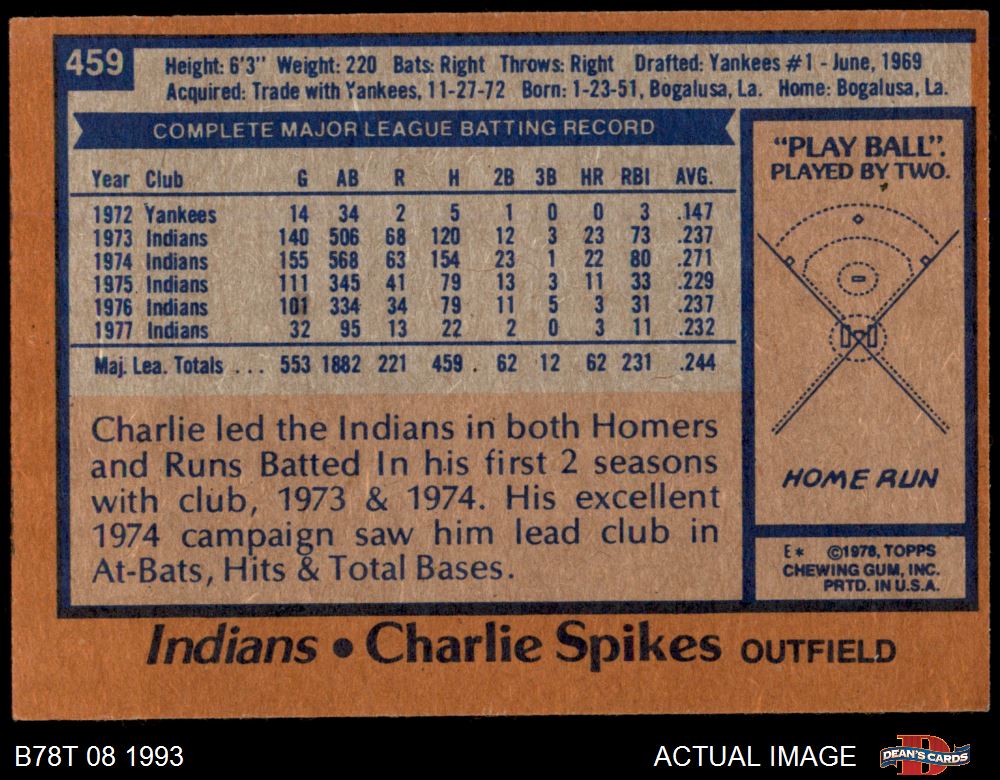 459
Height: 6'3" Weight: 220 Bats: Right Throws: Right Drafted: Yankees #1 - June, 1969
Acquired: Trade with Yankees, 11-27-72 Born: 1-23-51, Bogalusa, La. Home: Bogalusa, La.
COMPLETE MAJOR LEAGUE BATTING RECORD
Year Club G AB R H 2B 3B HR RBI AVG.
1972 Yankees 14 34 2 5 1 0 0 3 .147
1973 Indians 140 506 68 120 12 3 23 73 .237
1974 Indians 155 568 63 154 23 1 22 80 .271
1975 Indians 111 345 41 79 13 3 11 33 .229
1976 Indians 101 334 34 79 11 5 3 31 .237
1977 Indians 32 95 13 22 2 0 3 11 .232
Maj. Lea. Totals ... 553 1882 221 459 . 62 12 62 231 .244
Charlie led the Indians in both Homers
and Runs Batted In in his first 2 seasons
with club, 1973 & 1974. His excellent
1974 campaign saw him lead club in
At-Bats, Hits & Total Bases.
"PLAY BALL".
PLAYED BY TWO.
HOME RUN
E* ©1978, TOPPS
CHEWING GUM, INC.
PRTD. IN U.S.A.
Indians • Charlie Spikes OUTFIELD
B78T 08 1993
ACTUAL IMAGE
DEAN'S CARDS